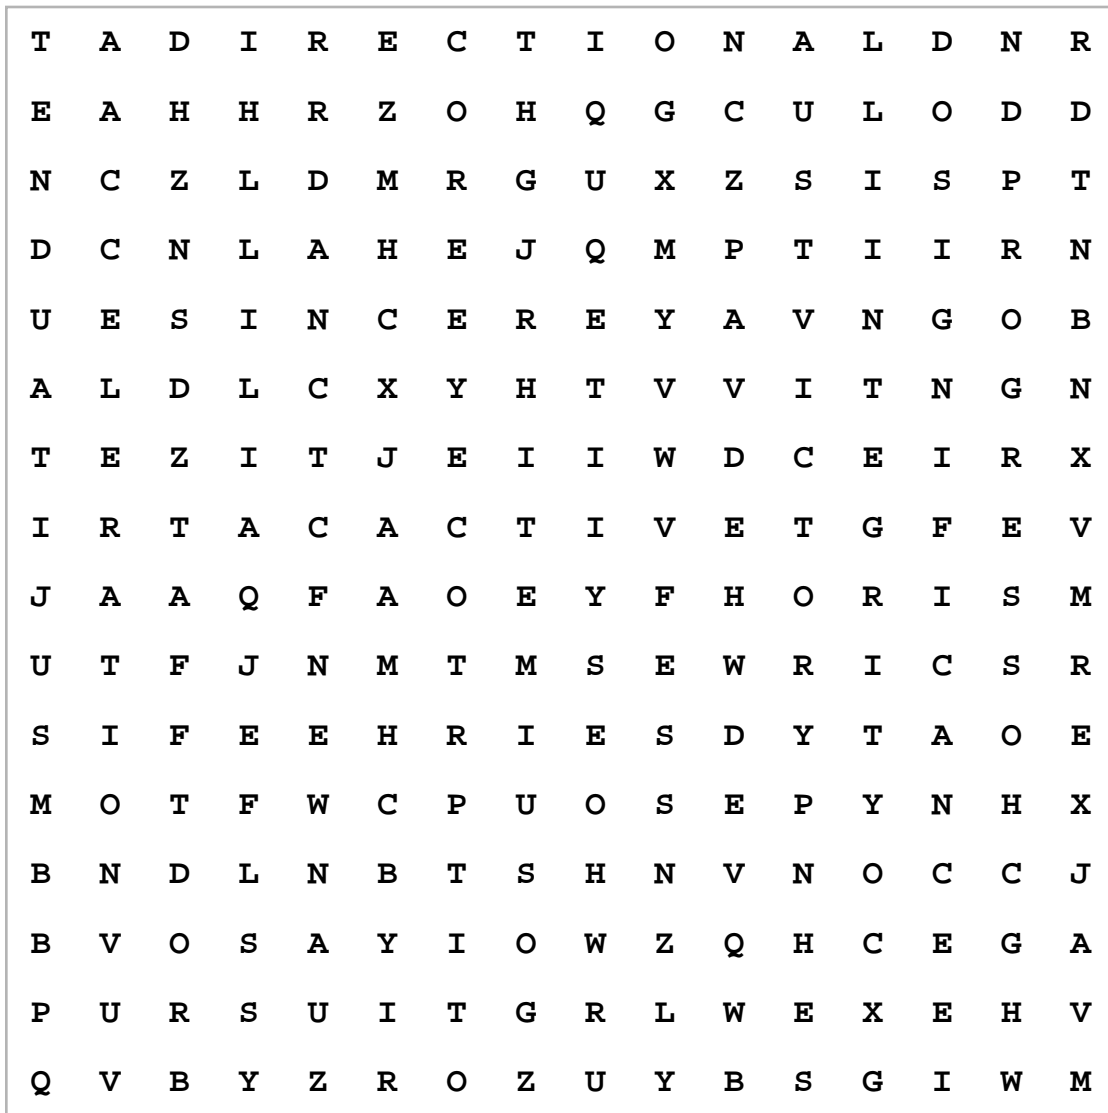 T A D I R E C T I O N A L D N R
E A H H R Z O H Q G C U L O D D
N C Z L D M R G U X Z S I S P T
D C N L A H E J Q M P T I I R N
U E S I N C E R E Y A V N G O B
A L D L C X Y H T V V I T N G N
T E Z I T J E I I W D C E I R X
I R T A C A C T I V E T G F E V
J A A Q F A O E Y F H O R I S M
U T F J N M T M S E W R I C S R
S I F E E H R I E S D Y T A O E
M O T F W C P U O S E P Y N H X
B N D L N B T S H N V N O C C J
B V O S A Y I O W Z Q H C E G A
P U R S U I T G R L W E X E H V
Q V B Y Z R O Z U Y B S G I W M